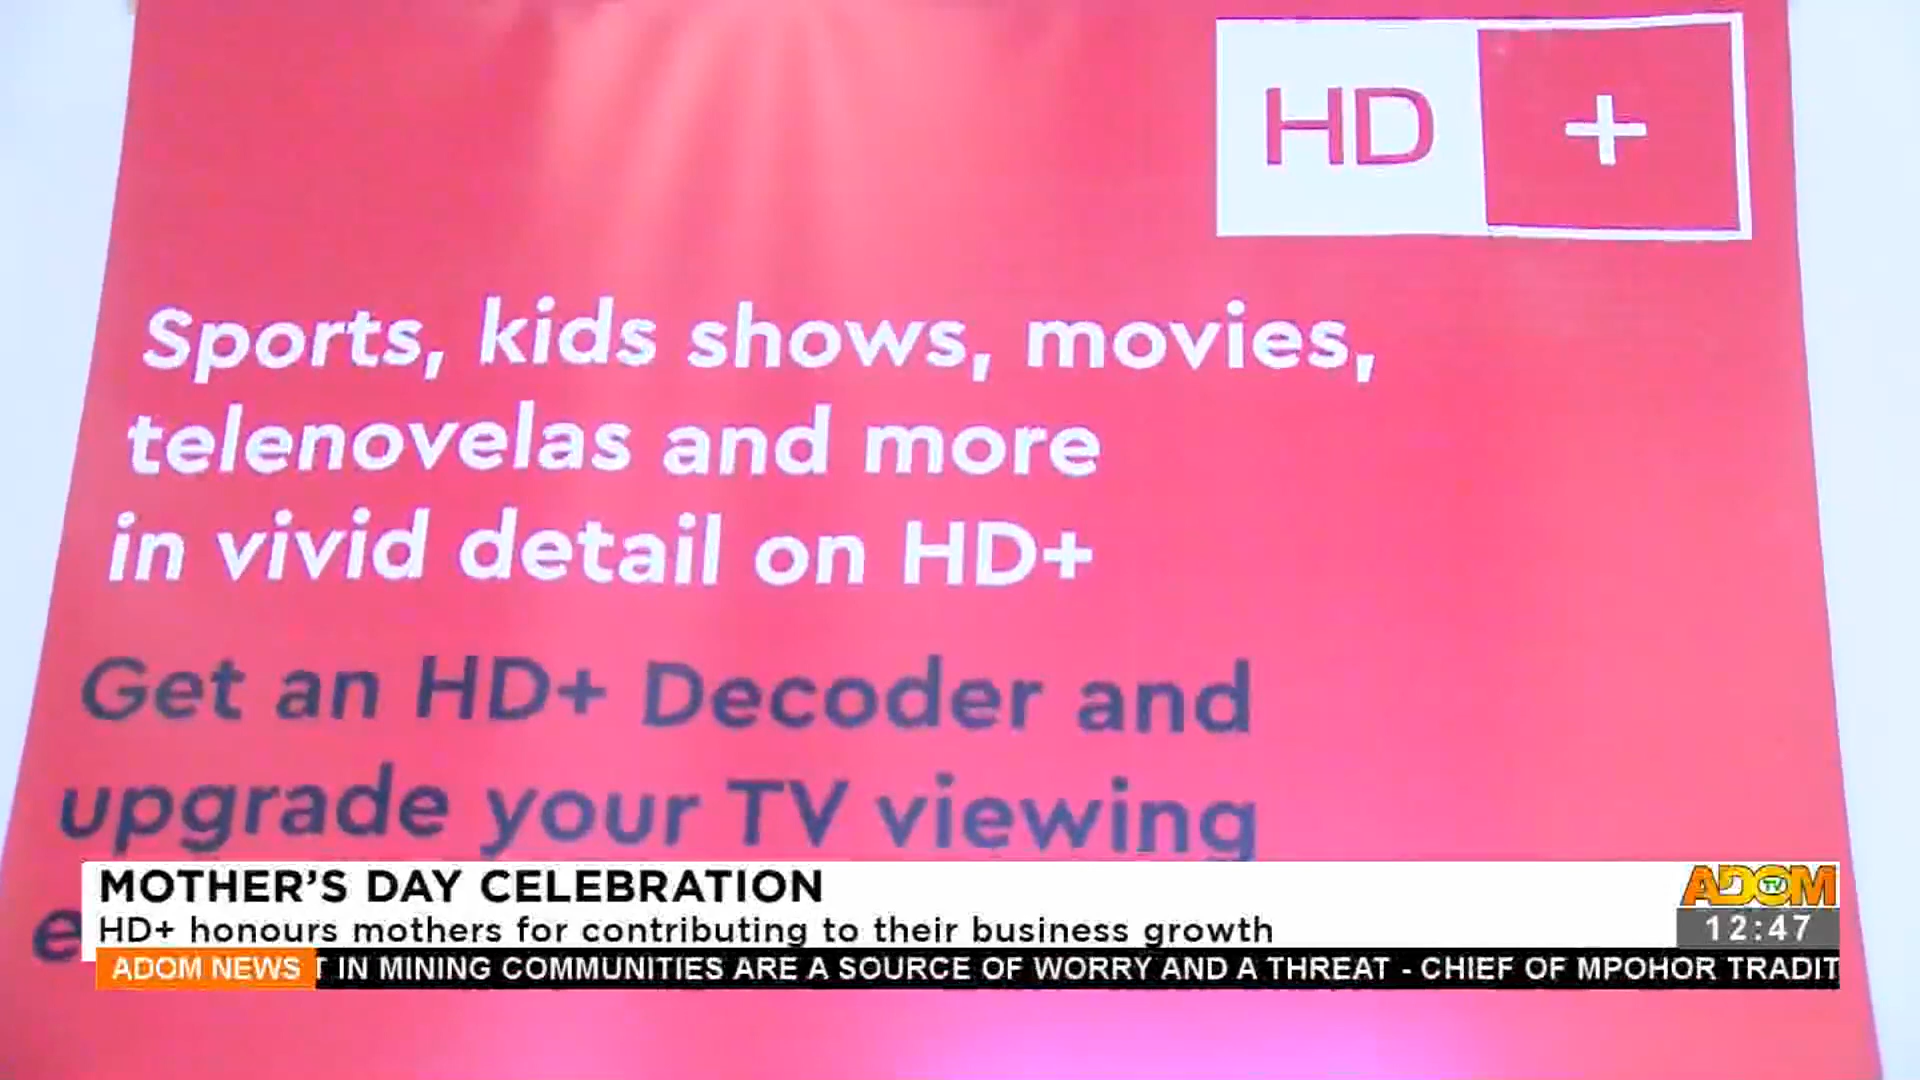 HD +
Sports, kids shows, movies,
telenovelas and more
in vivid detail on HD+
Get an HD+ Decoder and
upgrade your TV viewing
MOTHER'S DAY CELEBRATION
HD+ honours mothers for contributing to their business growth
ADOM TV
12:47
ADOM NEWS
IN MINING COMMUNITIES ARE A SOURCE OF WORRY AND A THREAT - CHIEF OF MPOHOR TRADIT